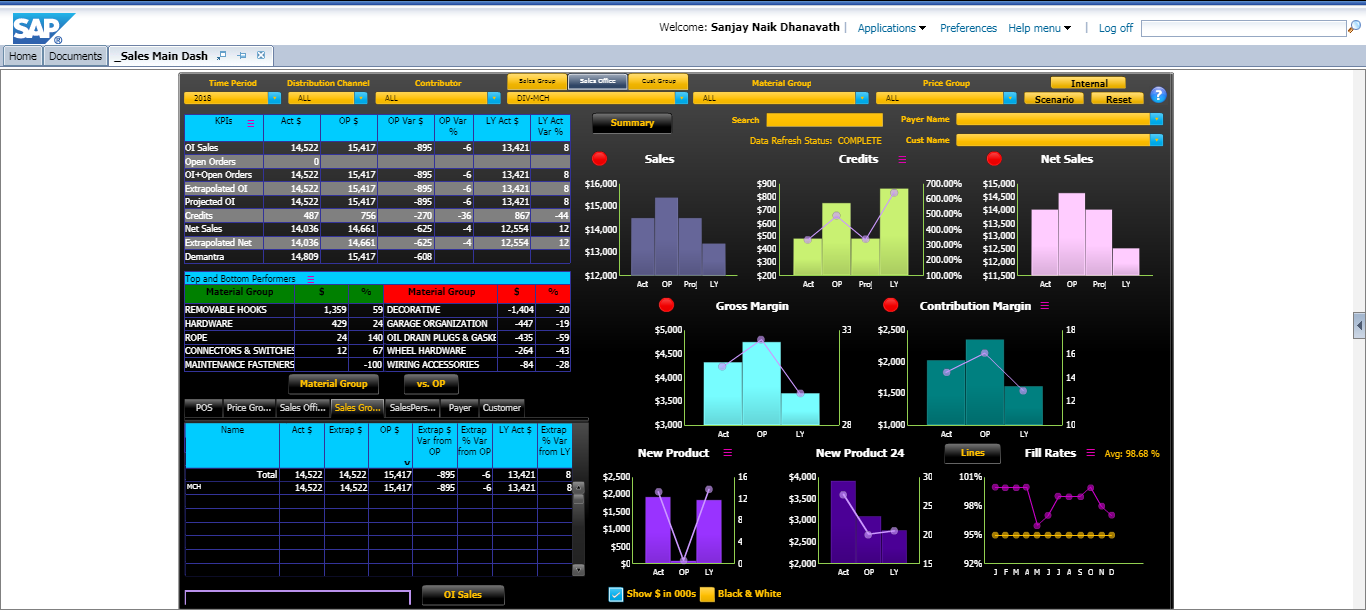 SAP ®
Welcome: Sanjay Naik Dhanavath | Applications Preferences Help menu | Log off
Home Documents _Sales Main Dash
Time Period Distribution Channel Contributor Sales Group Sales Office Cust Group Material Group Price Group Internal
2018 ALL ALL DIV-MCH ALL ALL Scenario Reset ?
KPIs Act $ OP $ OP Var $ OP Var % LY Act $ LY Act Var %
OI Sales 14,522 15,417 -895 -6 13,421 8
Open Orders 0
OI+Open Orders 14,522 15,417 -895 -6 13,421 8
Extrapolated OI 14,522 15,417 -895 -6 13,421 8
Projected OI 14,522 15,417 -895 -6 13,421 8
Credits 487 756 -270 -36 867 -44
Net Sales 14,036 14,661 -625 -4 12,554 12
Extrapolated Net 14,036 14,661 -625 -4 12,554 12
Demantra 14,809 15,417 -608
Summary Search Payer Name
Data Refresh Status: COMPLETE Cust Name
Top and Bottom Performers
Material Group $ % Material Group $ %
REMOVABLE HOOKS 1,359 59 DECORATIVE -1,404 -20
HARDWARE 429 24 GARAGE ORGANIZATION -447 -19
ROPE 24 140 OIL DRAIN PLUGS & GASKE -435 -59
CONNECTORS & SWITCHES 12 67 WHEEL HARDWARE -264 -43
MAINTENANCE FASTENERS -100 WIRING ACCESSORIES -84 -28
Material Group vs. OP
POS Price Gro... Sales Offi... Sales Gro... SalesPers... Payer Customer
Name Act $ Extrap $ OP $ Extrap $ Var from OP Extrap % Var from OP LY Act $ Extrap % Var from LY
Total 14,522 14,522 15,417 -895 -6 13,421 8
MCH 14,522 14,522 15,417 -895 -6 13,421 8
OI Sales
Sales
$16,000
$15,000
$14,000
$13,000
$12,000
Act OP Proj LY
Credits
$900 700.00%
$800 600.00%
$700 500.00%
$600 400.00%
$500 300.00%
$400 200.00%
$300 100.00%
$200
Act OP Proj LY
Net Sales
$15,000
$14,500
$14,000
$13,500
$13,000
$12,500
$12,000
$11,500
Act OP Proj LY
Gross Margin
$5,000 33
$4,500
$4,000
$3,500
$3,000 28
Act OP LY
Contribution Margin
$2,500 18
$2,000 16
$1,500 14
$1,000 12
10
Act OP LY
New Product
$2,500 16
$2,000 12
$1,500 8
$1,000 4
$500 0
$0
Act OP LY
New Product 24
$4,000 30
$3,500 25
$3,000 20
$2,500 15
$2,000
Act OP LY
Lines Fill Rates Avg: 98.68 %
101%
98%
95%
92%
J F M A M J J A S O N D
Show $ in 000s Black & White